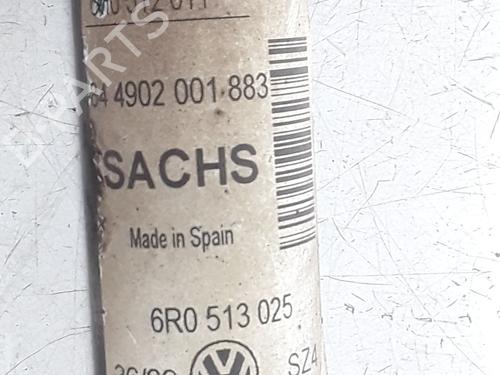 4902 001 883
SACHS
Made in Spain
6R0 513 025
SZ4